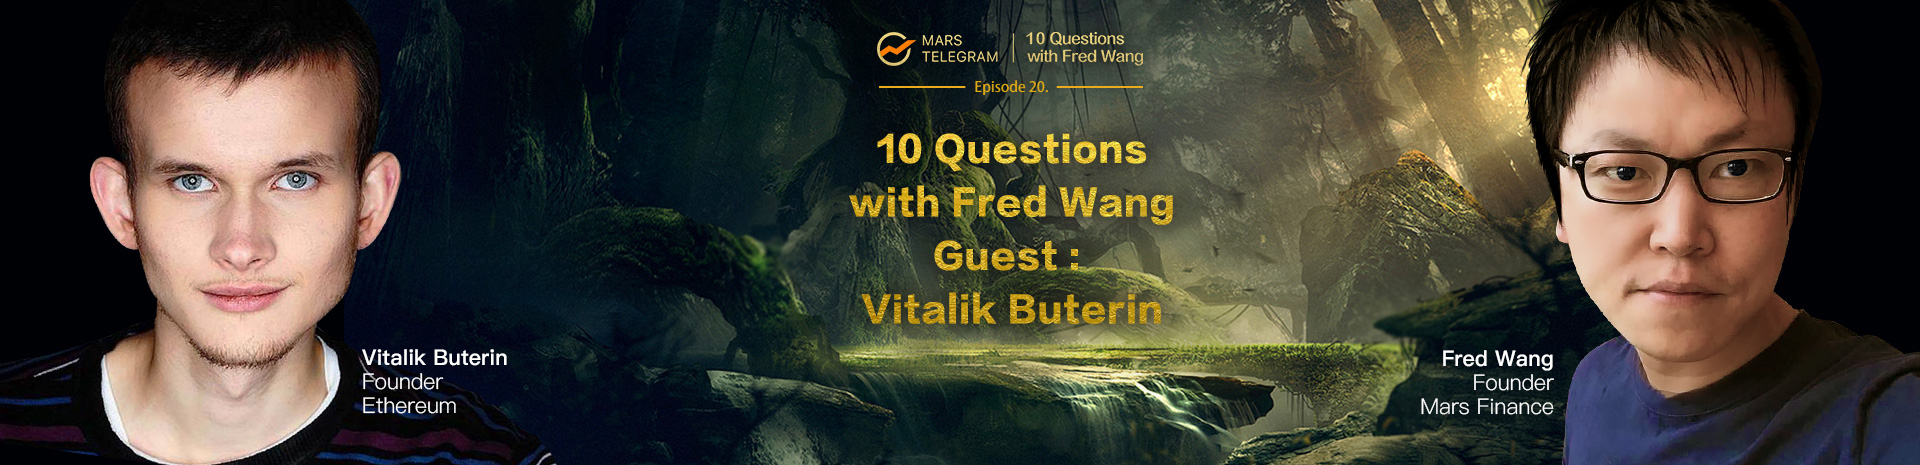 MARS
TELEGRAM
10 Questions
with Fred Wang
Episode 20.
10 Questions
with Fred Wang
Guest :
Vitalik Buterin
Vitalik Buterin
Founder
Ethereum
Fred Wang
Founder
Mars Finance